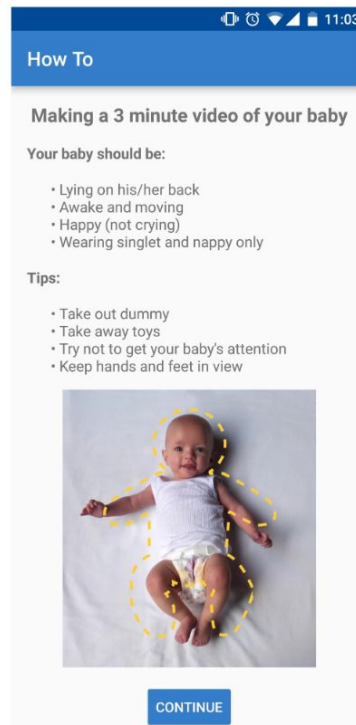 11:03
How To
Making a 3 minute video of your baby
Your baby should be:
• Lying on his/her back
• Awake and moving
• Happy (not crying)
• Wearing singlet and nappy only
Tips:
• Take out dummy
• Take away toys
• Try not to get your baby's attention
• Keep hands and feet in view
CONTINUE